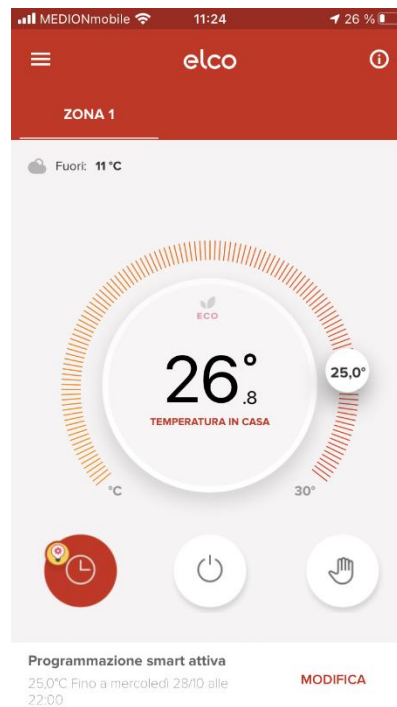 MEDIONmobile 11:24 26 %
elco
ZONA 1
Fuori: 11 °C
ECO
26°.8
25,0°
TEMPERATURA IN CASA
°C 30°
Programmazione smart attiva
25,0°C Fino a mercoledì 28/10 alle
22:00
MODIFICA